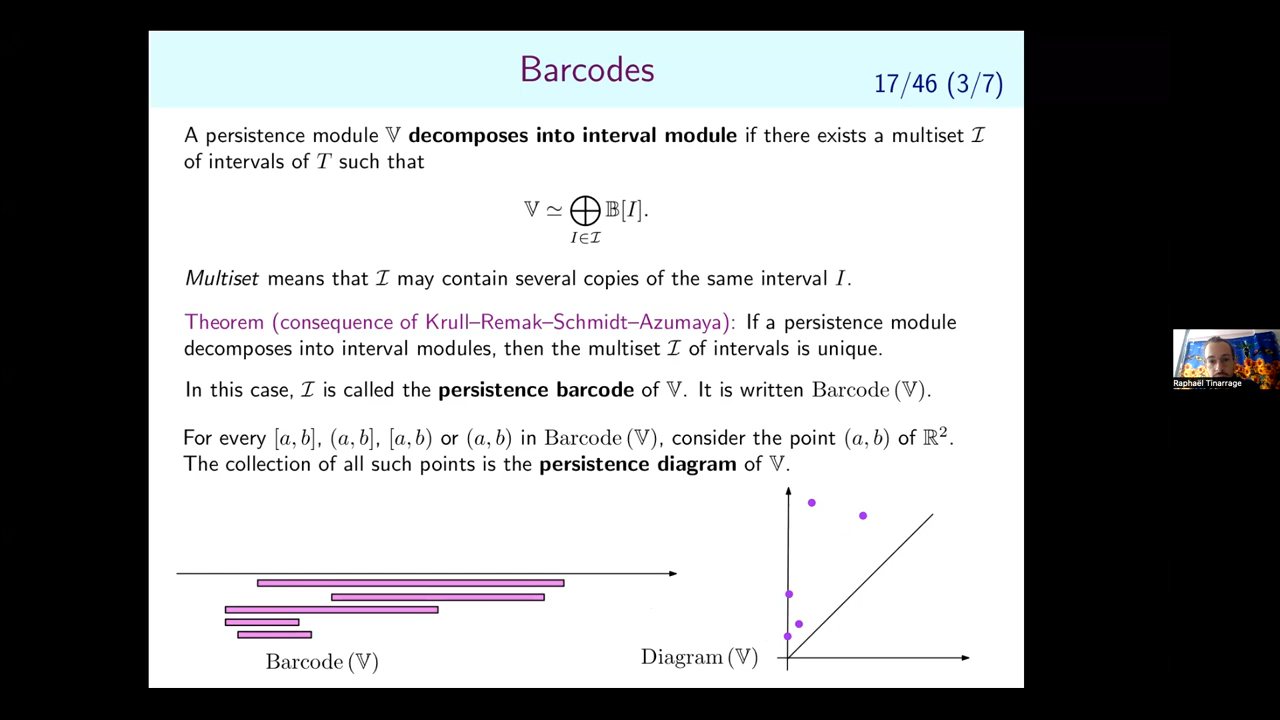 Barcodes
17/46 (3/7)
A persistence module 𝕍 decomposes into interval module if there exists a multiset ℐ
of intervals of T such that
𝕍 ≃ ⨁ 𝔹[I].
I∈ℐ
Multiset means that ℐ may contain several copies of the same interval I.
Theorem (consequence of Krull–Remak–Schmidt–Azumaya): If a persistence module
decomposes into interval modules, then the multiset ℐ of intervals is unique.
In this case, ℐ is called the persistence barcode of 𝕍. It is written Barcode (𝕍).
For every [a, b], (a, b], [a, b) or (a, b) in Barcode (𝕍), consider the point (a, b) of ℝ².
The collection of all such points is the persistence diagram of 𝕍.
Barcode (𝕍)
Diagram (𝕍)
Raphaël Tinarrage